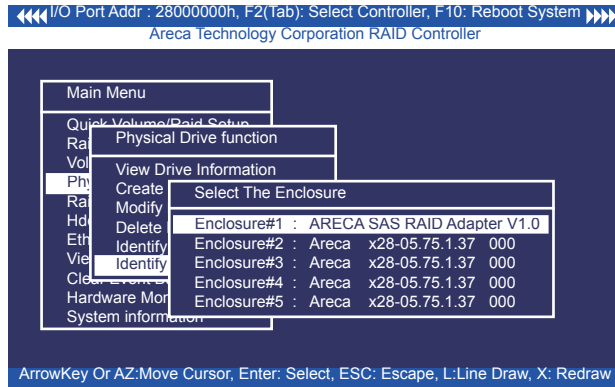 I/O Port Addr : 28000000h, F2(Tab): Select Controller, F10: Reboot System
Areca Technology Corporation RAID Controller
Main Menu
Quick Volume/Raid Setup
Physical Drive function
View Drive Information
Create
Select The Enclosure
Modify
Enclosure#1 : ARECA SAS RAID Adapter V1.0
Delete
Enclosure#2 : Areca x28-05.75.1.37 000
Identify
Enclosure#3 : Areca x28-05.75.1.37 000
Identify
Enclosure#4 : Areca x28-05.75.1.37 000
Enclosure#5 : Areca x28-05.75.1.37 000
Hardware Mon
System information
ArrowKey Or AZ:Move Cursor, Enter: Select, ESC: Escape, L:Line Draw, X: Redraw